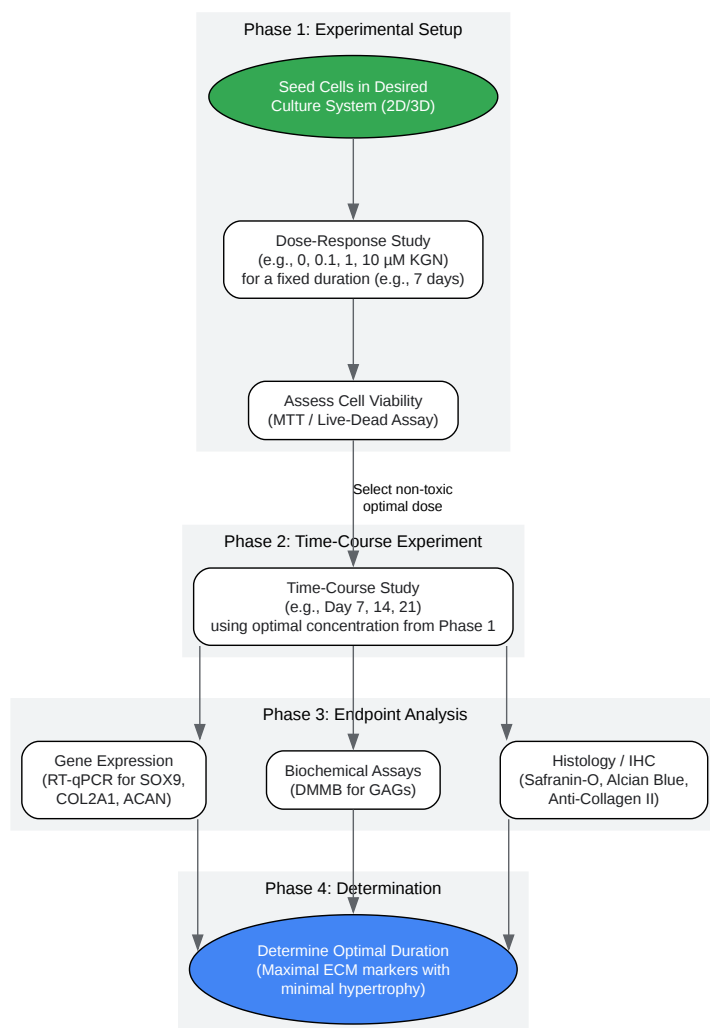 Phase 1: Experimental Setup
Seed Cells in Desired
Culture System (2D/3D)
Dose-Response Study
(e.g., 0, 0.1, 1, 10 µM KGN)
for a fixed duration (e.g., 7 days)
Assess Cell Viability
(MTT / Live-Dead Assay)
Select non-toxic
optimal dose
Phase 2: Time-Course Experiment
Time-Course Study
(e.g., Day 7, 14, 21)
using optimal concentration from Phase 1
Phase 3: Endpoint Analysis
Gene Expression
(RT-qPCR for SOX9,
COL2A1, ACAN)
Biochemical Assays
(DMMB for GAGs)
Histology / IHC
(Safranin-O, Alcian Blue,
Anti-Collagen II)
Phase 4: Determination
Determine Optimal Duration
(Maximal ECM markers with
minimal hypertrophy)